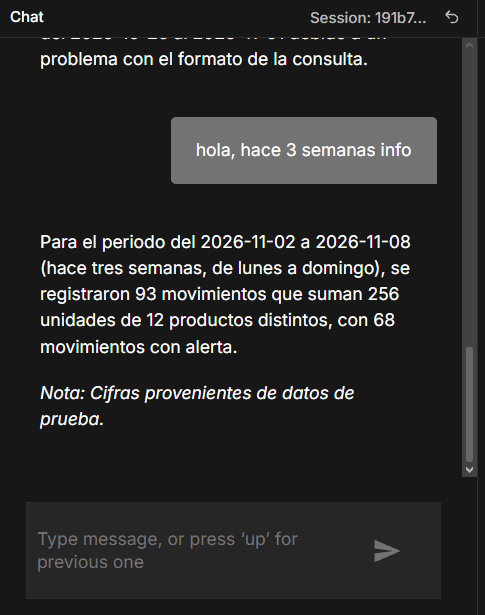 Chat
Session: 191b7...
problema con el formato de la consulta.
hola, hace 3 semanas info
Para el periodo del 2026-11-02 a 2026-11-08
(hace tres semanas, de lunes a domingo), se
registraron 93 movimientos que suman 256
unidades de 12 productos distintos, con 68
movimientos con alerta.
Nota: Cifras provenientes de datos de
prueba.
Type message, or press ‘up’ for
previous one